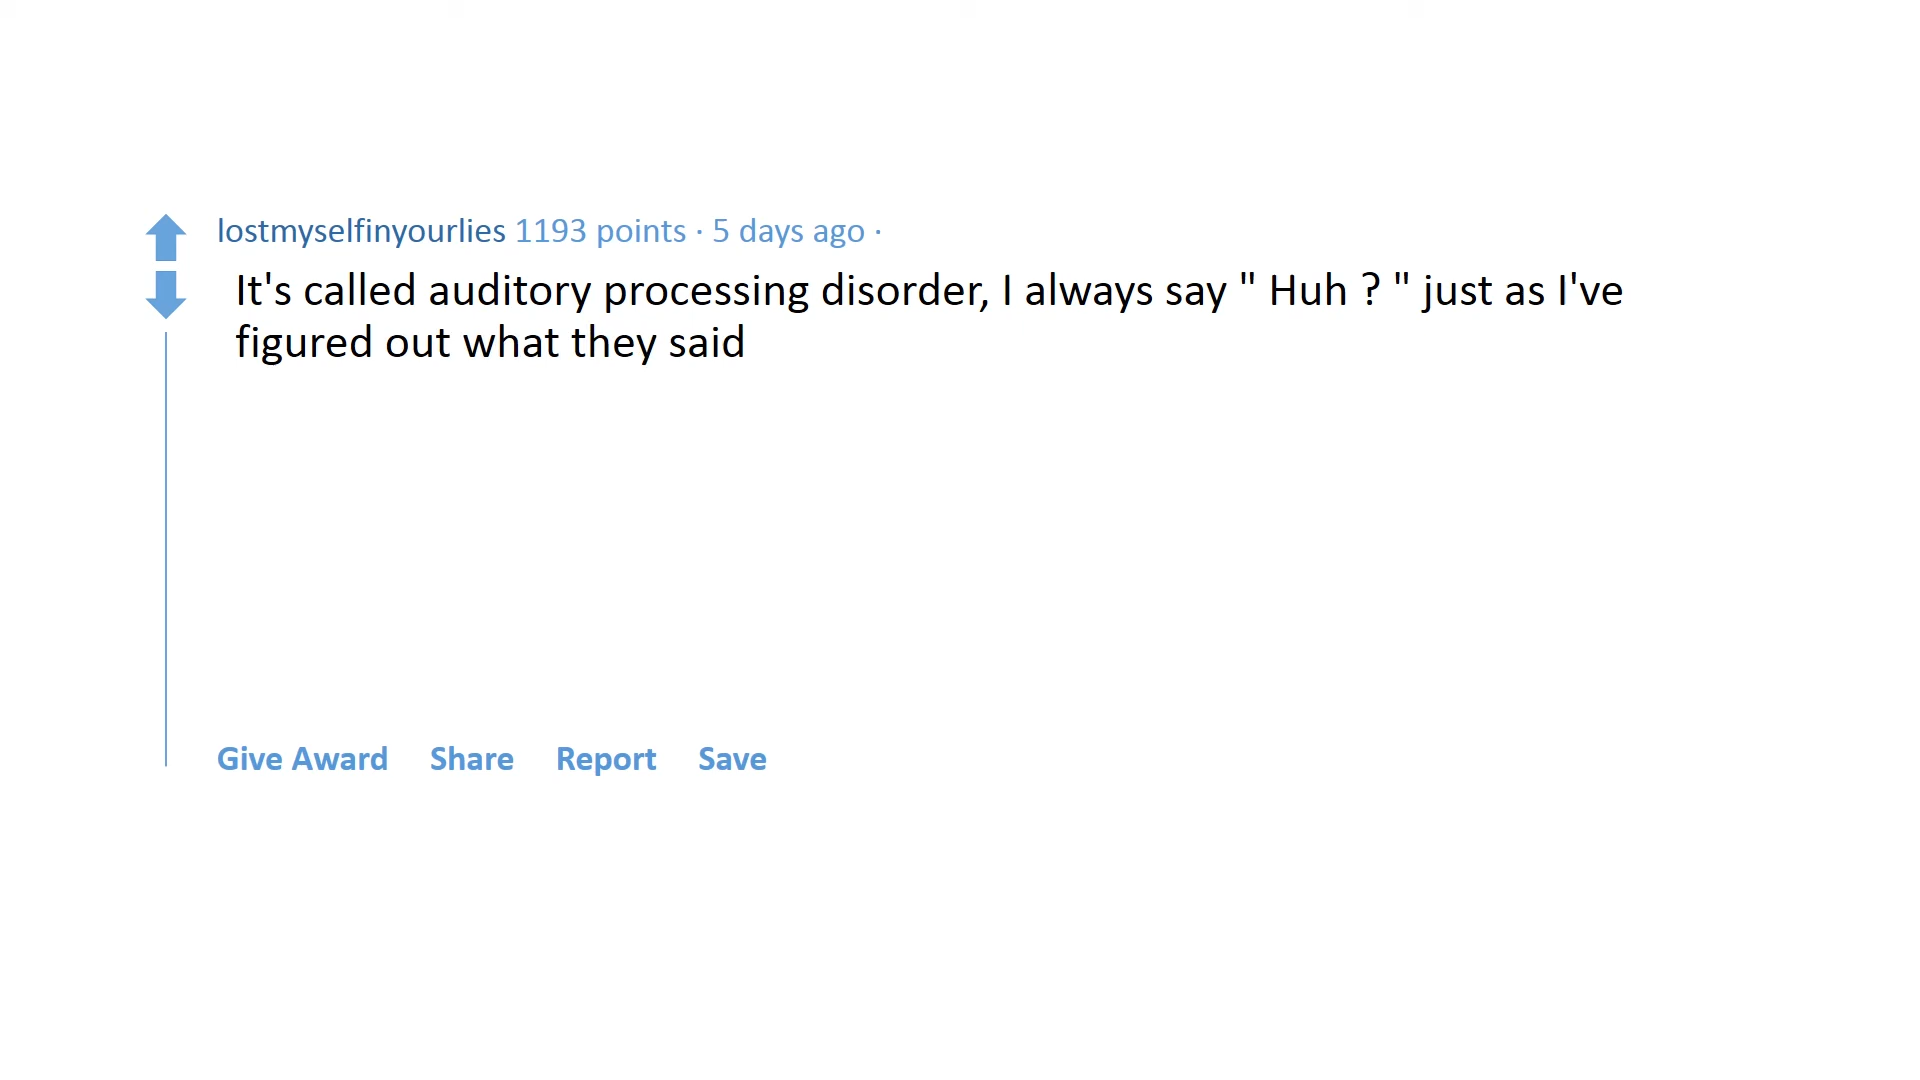 lostmyselfinyourlies 1193 points · 5 days ago ·
It's called auditory processing disorder, I always say " Huh ? " just as I've
figured out what they said
Give Award Share Report Save